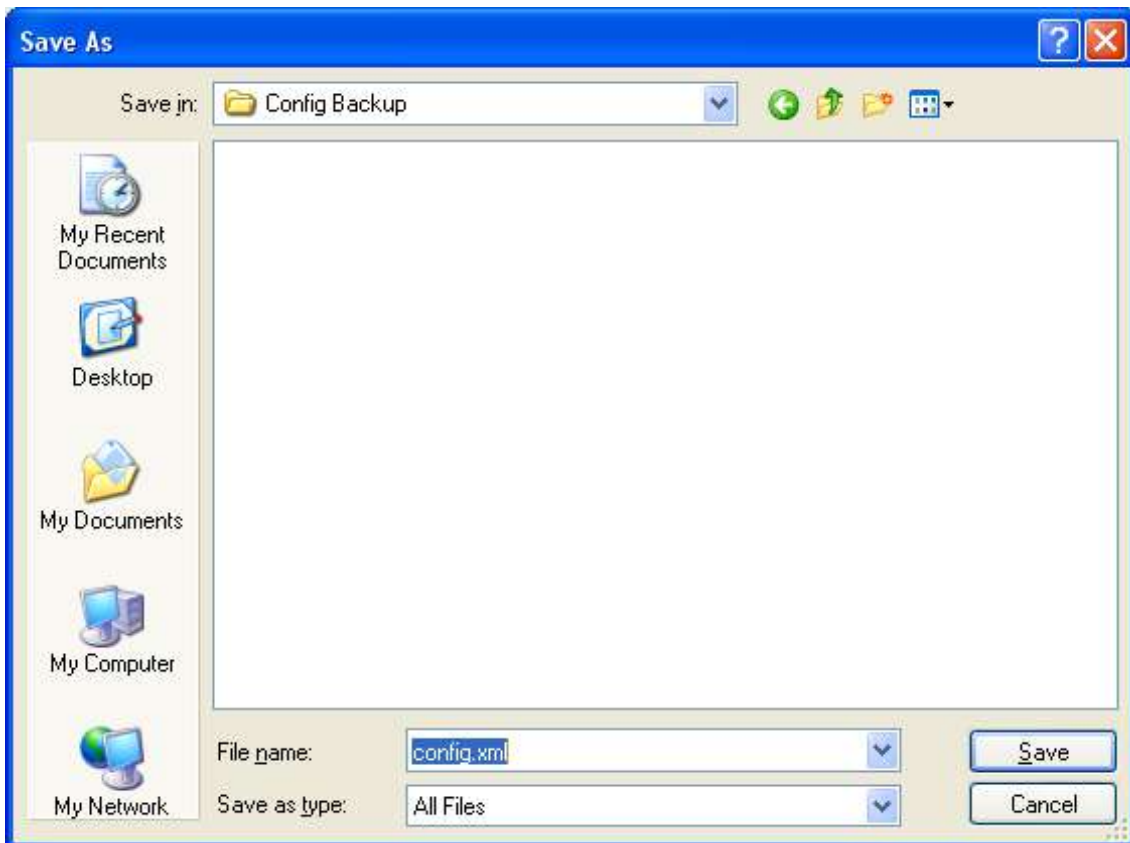 Save As
Save in:
Config Backup
My Recent
Documents
Desktop
My Documents
My Computer
My Network
File name:
config.xml
Save
Save as type:
All Files
Cancel